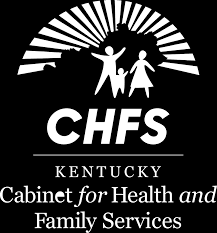 CHFS
KENTUCKY
Cabinet for Health and
Family Services